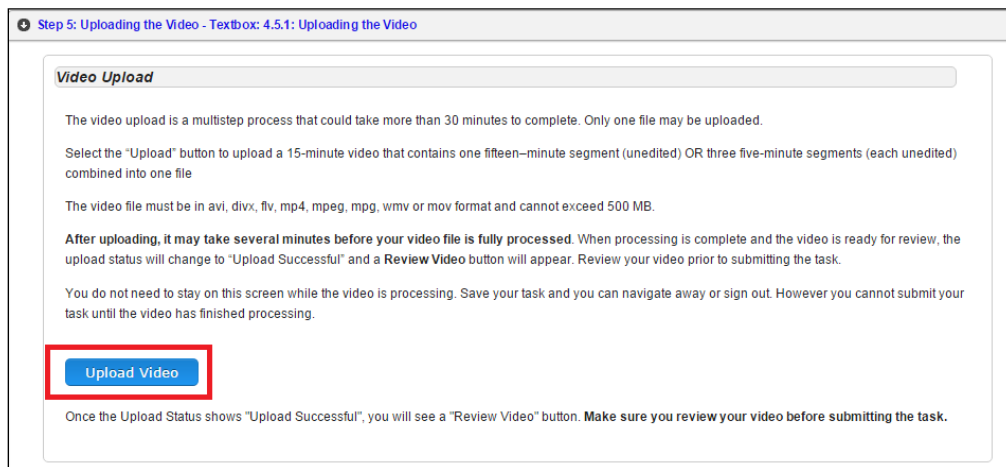 Step 5: Uploading the Video - Textbox: 4.5.1: Uploading the Video
Video Upload
The video upload is a multistep process that could take more than 30 minutes to complete. Only one file may be uploaded.
Select the “Upload” button to upload a 15-minute video that contains one fifteen–minute segment (unedited) OR three five-minute segments (each unedited)
combined into one file
The video file must be in avi, divx, flv, mp4, mpeg, mpg, wmv or mov format and cannot exceed 500 MB.
After uploading, it may take several minutes before your video file is fully processed. When processing is complete and the video is ready for review, the
upload status will change to “Upload Successful” and a Review Video button will appear. Review your video prior to submitting the task.
You do not need to stay on this screen while the video is processing. Save your task and you can navigate away or sign out. However you cannot submit your
task until the video has finished processing.
Upload Video
Once the Upload Status shows "Upload Successful", you will see a "Review Video" button. Make sure you review your video before submitting the task.